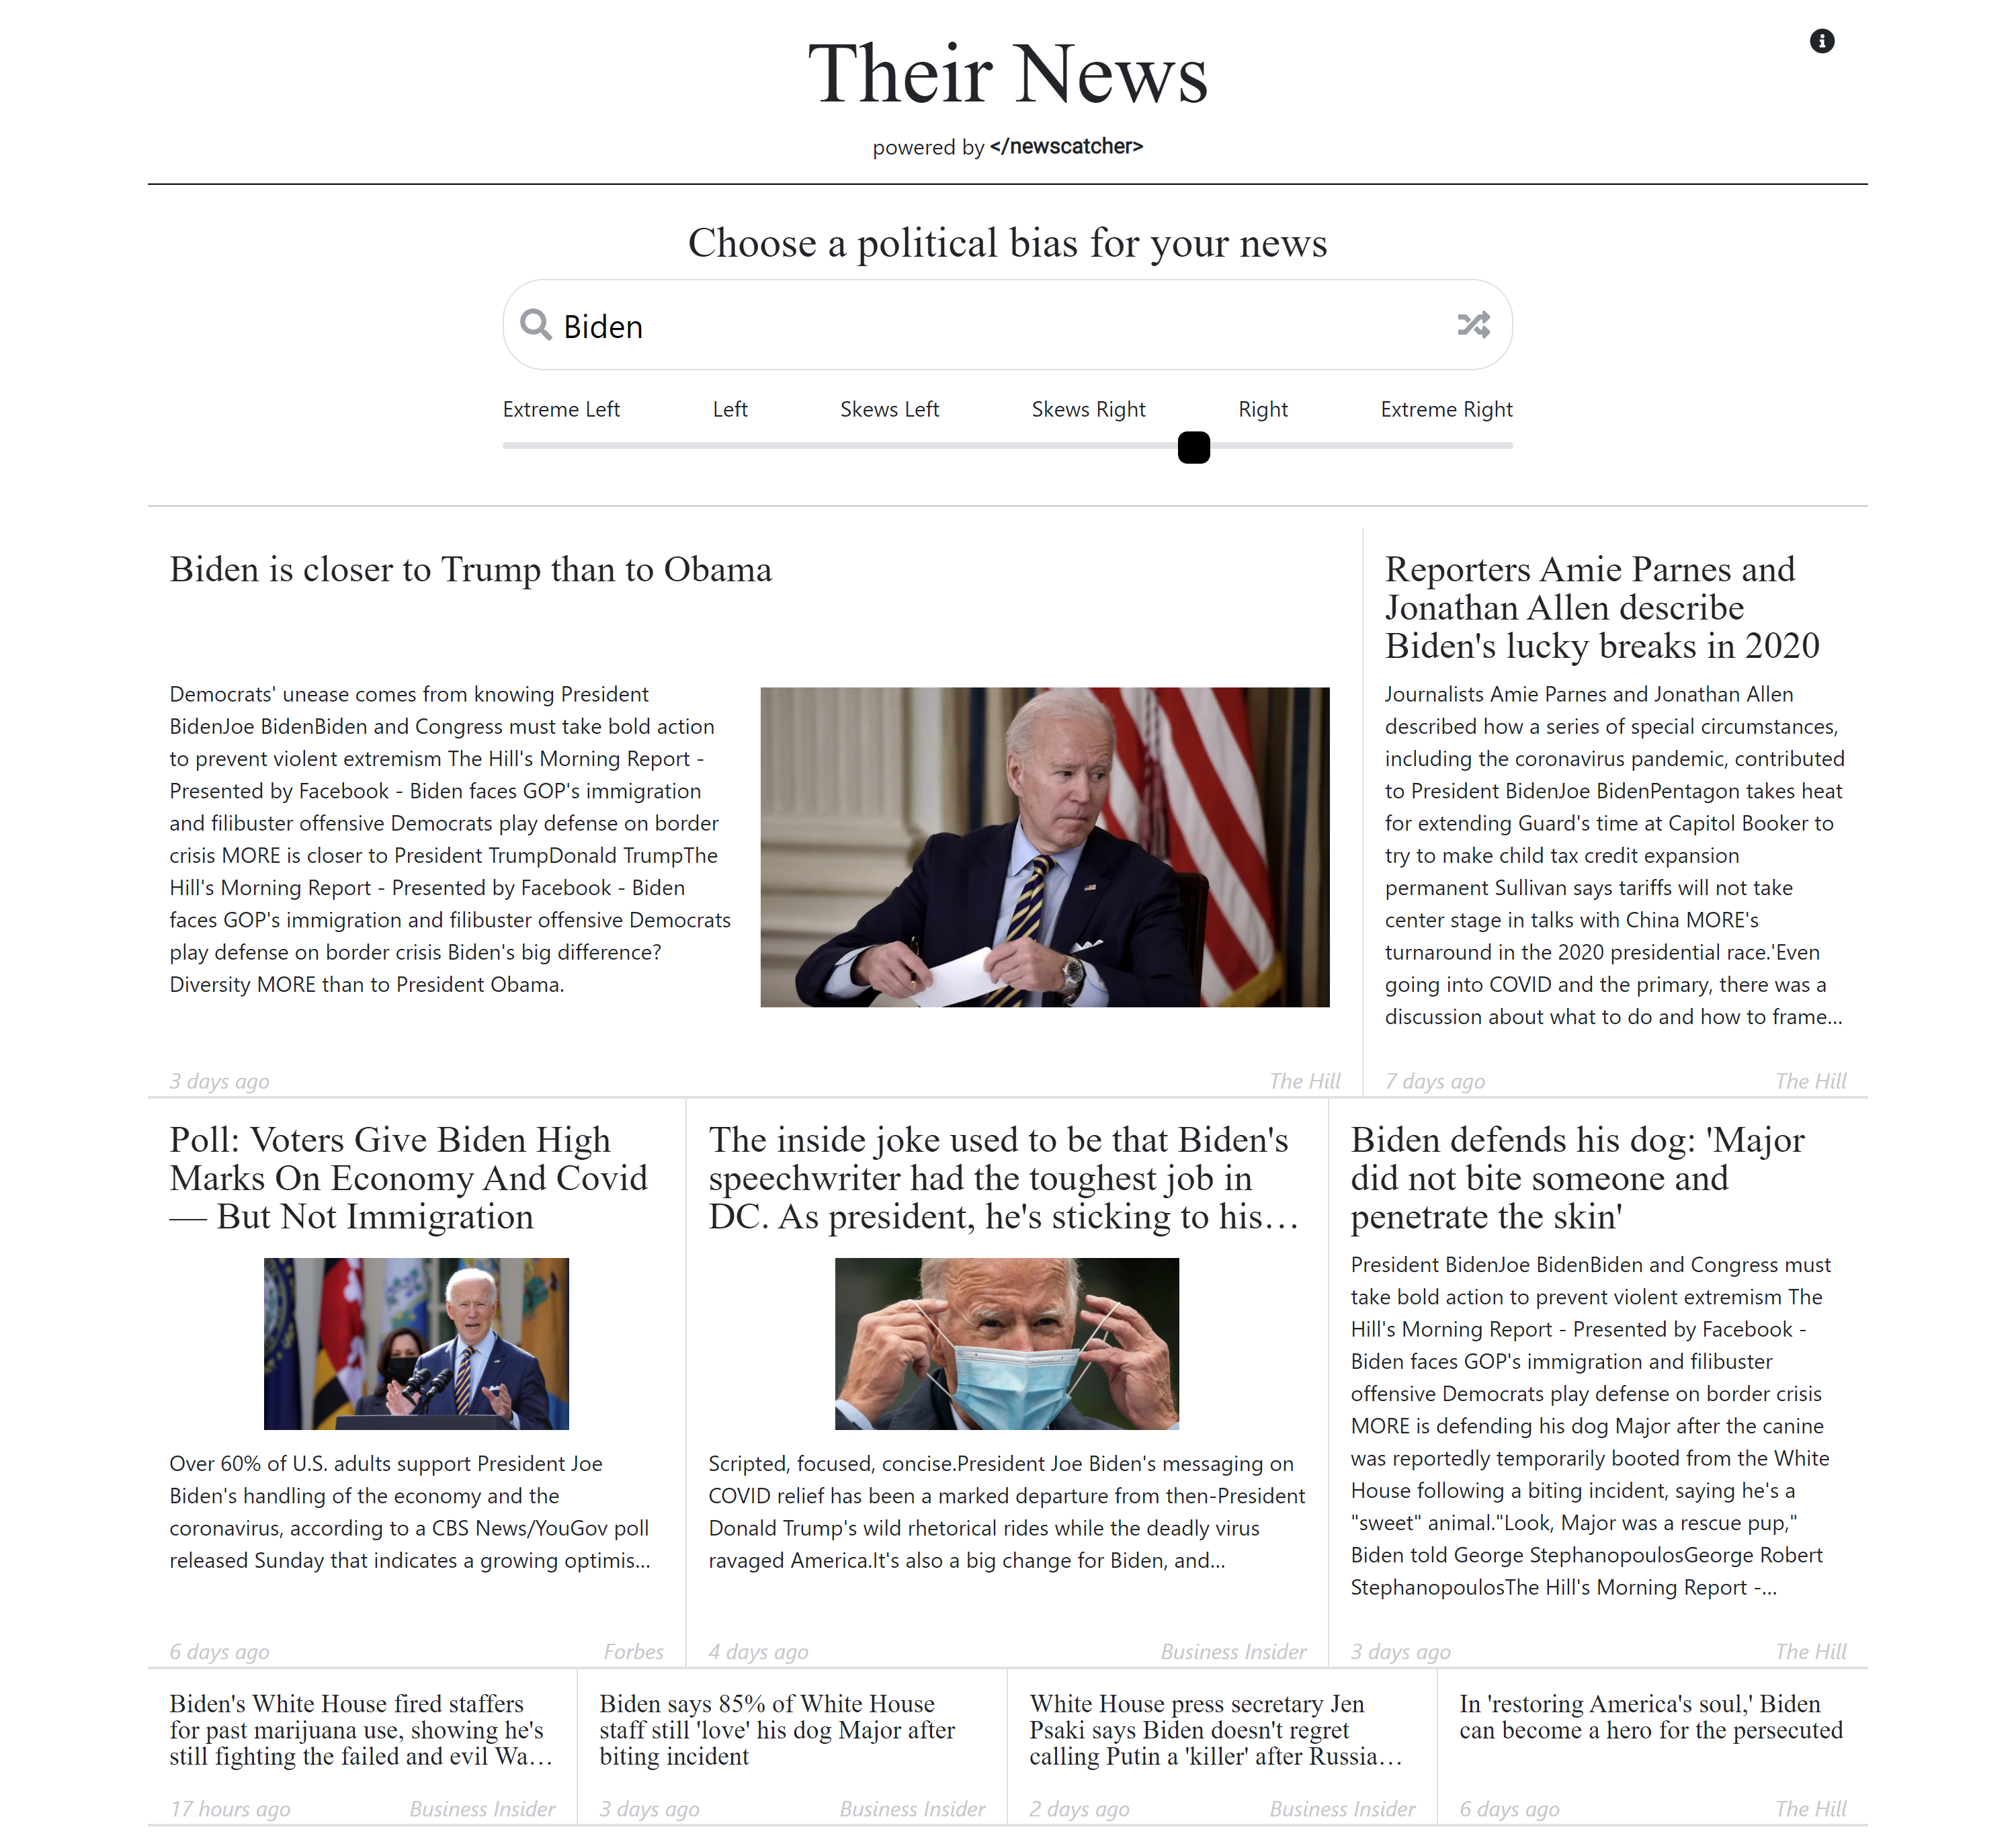 Their News
powered by </newscatcher>
Choose a political bias for your news
Biden
Extreme Left Left Skews Left Skews Right Right Extreme Right
Biden is closer to Trump than to Obama
Democrats' unease comes from knowing President
BidenJoe BidenBiden and Congress must take bold action
to prevent violent extremism The Hill's Morning Report -
Presented by Facebook - Biden faces GOP's immigration
and filibuster offensive Democrats play defense on border
crisis MORE is closer to President TrumpDonald TrumpThe
Hill's Morning Report - Presented by Facebook - Biden
faces GOP's immigration and filibuster offensive Democrats
play defense on border crisis Biden's big difference?
Diversity MORE than to President Obama.
3 days ago The Hill
Reporters Amie Parnes and
Jonathan Allen describe
Biden's lucky breaks in 2020
Journalists Amie Parnes and Jonathan Allen
described how a series of special circumstances,
including the coronavirus pandemic, contributed
to President BidenJoe BidenPentagon takes heat
for extending Guard's time at Capitol Booker to
try to make child tax credit expansion
permanent Sullivan says tariffs will not take
center stage in talks with China MORE's
turnaround in the 2020 presidential race.'Even
going into COVID and the primary, there was a
discussion about what to do and how to frame...
7 days ago The Hill
Poll: Voters Give Biden High
Marks On Economy And Covid
— But Not Immigration
Over 60% of U.S. adults support President Joe
Biden's handling of the economy and the
coronavirus, according to a CBS News/YouGov poll
released Sunday that indicates a growing optimis...
6 days ago Forbes
The inside joke used to be that Biden's
speechwriter had the toughest job in
DC. As president, he's sticking to his...
Scripted, focused, concise.President Joe Biden's messaging on
COVID relief has been a marked departure from then-President
Donald Trump's wild rhetorical rides while the deadly virus
ravaged America.It's also a big change for Biden, and...
4 days ago Business Insider
Biden defends his dog: 'Major
did not bite someone and
penetrate the skin'
President BidenJoe BidenBiden and Congress must
take bold action to prevent violent extremism The
Hill's Morning Report - Presented by Facebook -
Biden faces GOP's immigration and filibuster
offensive Democrats play defense on border crisis
MORE is defending his dog Major after the canine
was reportedly temporarily booted from the White
House following a biting incident, saying he's a
"sweet" animal."Look, Major was a rescue pup,"
Biden told George StephanopoulosGeorge Robert
StephanopoulosThe Hill's Morning Report -...
3 days ago The Hill
Biden's White House fired staffers
for past marijuana use, showing he's
still fighting the failed and evil Wa...
17 hours ago Business Insider
Biden says 85% of White House
staff still 'love' his dog Major after
biting incident
3 days ago Business Insider
White House press secretary Jen
Psaki says Biden doesn't regret
calling Putin a 'killer' after Russia...
2 days ago Business Insider
In 'restoring America's soul,' Biden
can become a hero for the persecuted
6 days ago The Hill